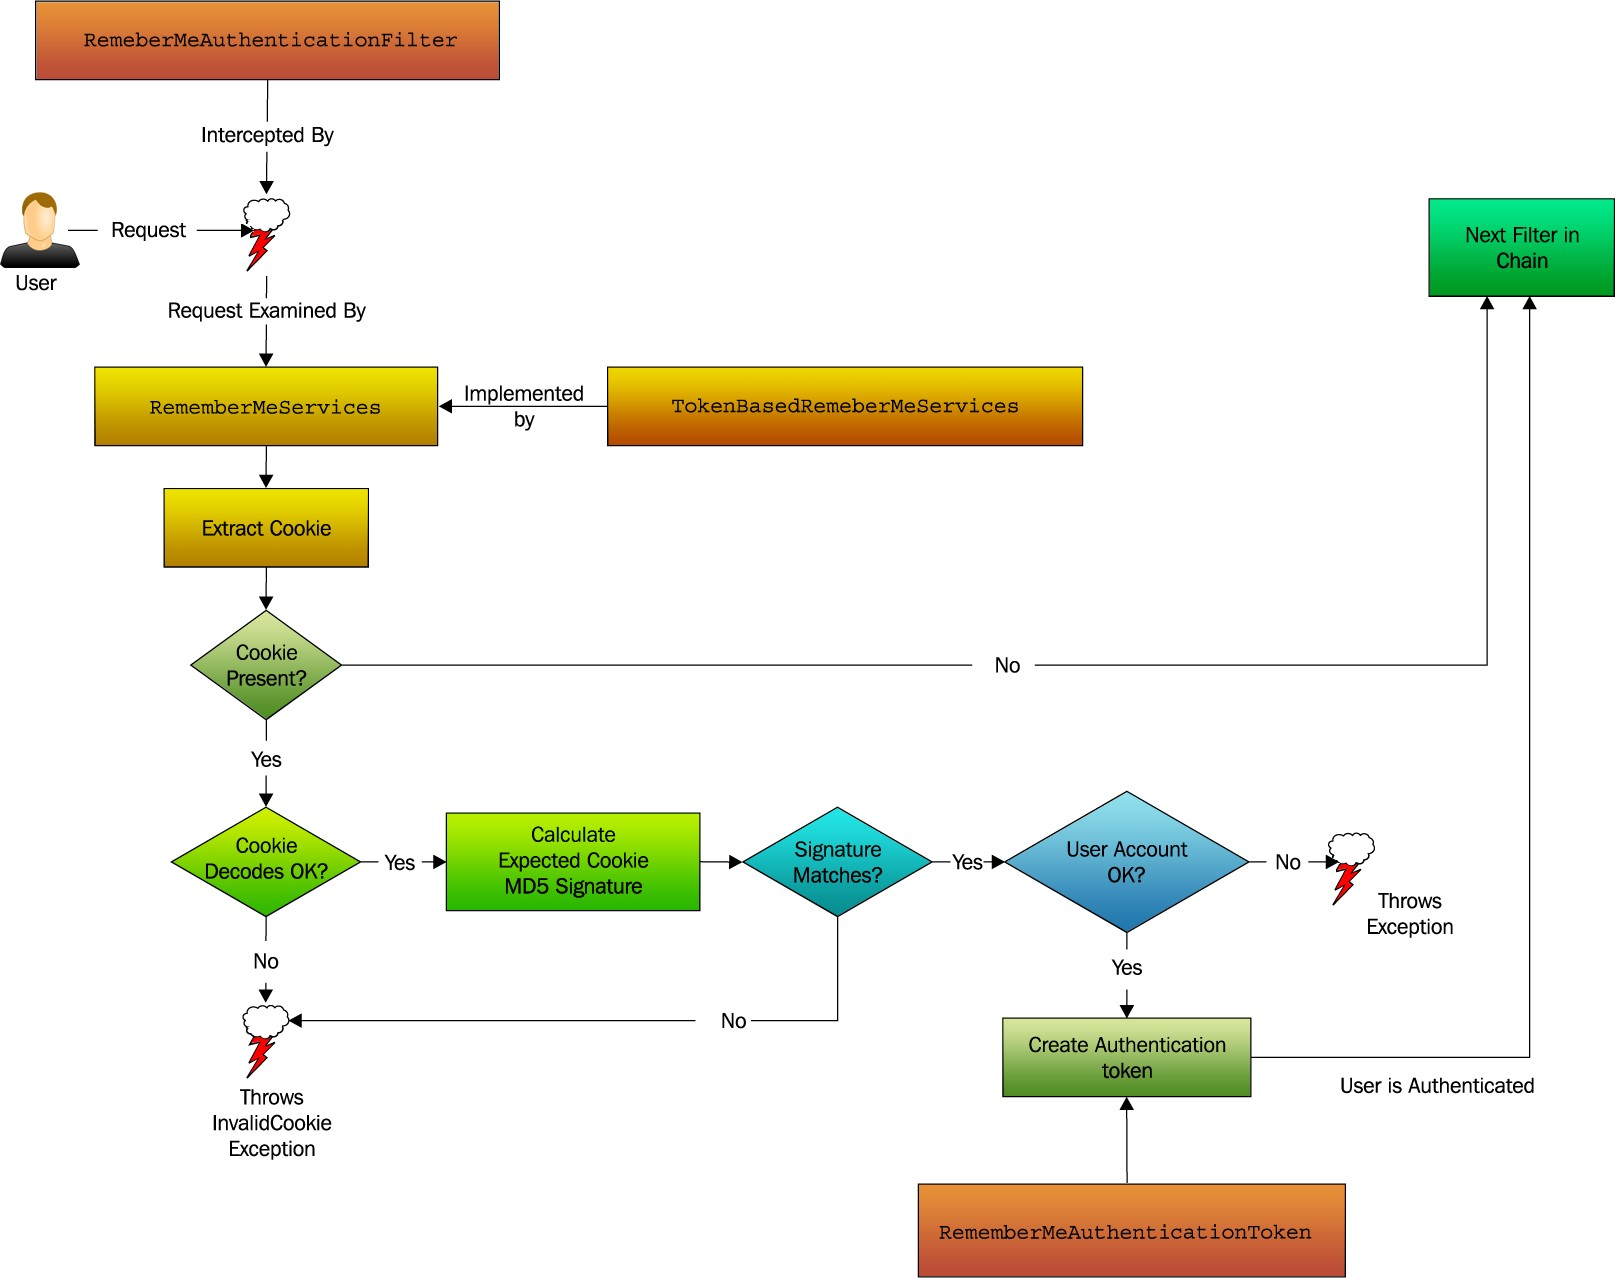 RemeberMeAuthenticationFilter
Intercepted By
Request
User
Request Examined By
Next Filter in
Chain
RememberMeServices
Implemented
by
TokenBasedRemeberMeServices
Extract Cookie
Cookie
Present?
No
Yes
Cookie
Decodes OK?
Yes
Calculate
Expected Cookie
MD5 Signature
Signature
Matches?
Yes
User Account
OK?
No
Throws
Exception
No
Yes
No
Throws
InvalidCookie
Exception
Create Authentication
token
User is Authenticated
RememberMeAuthenticationToken